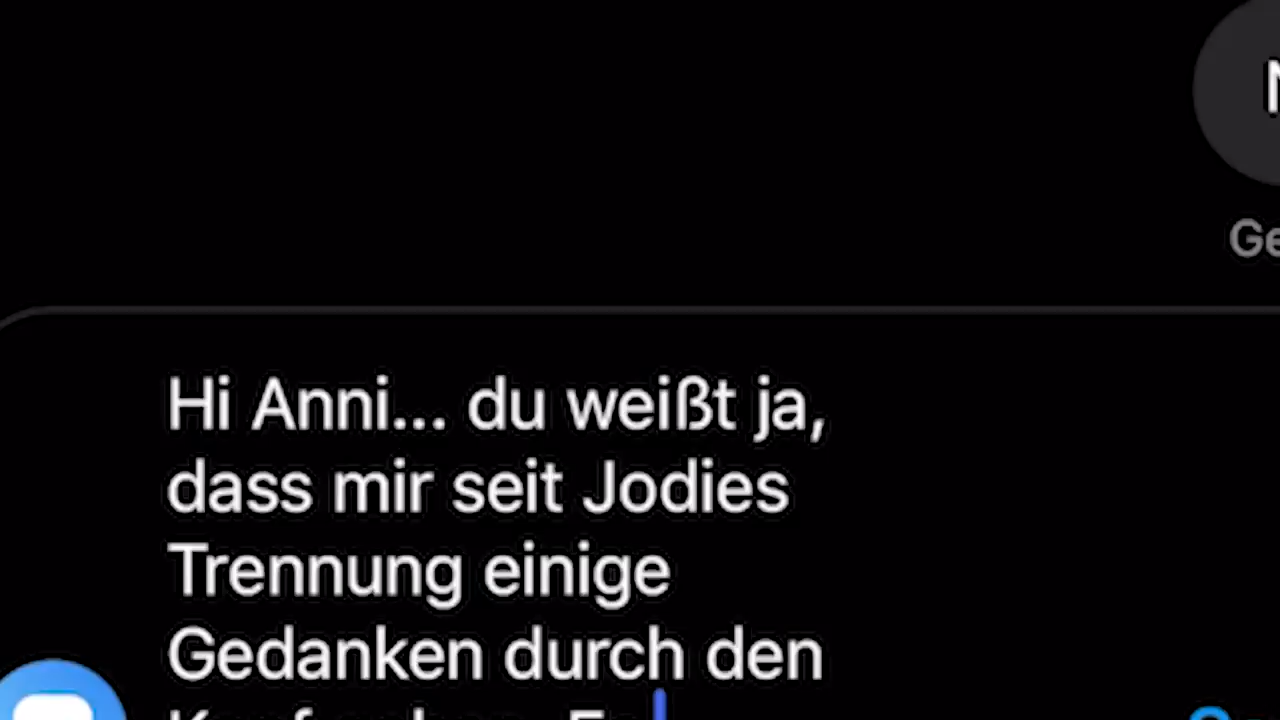 Hi Anni... du weißt ja,
dass mir seit Jodies
Trennung einige
Gedanken durch den